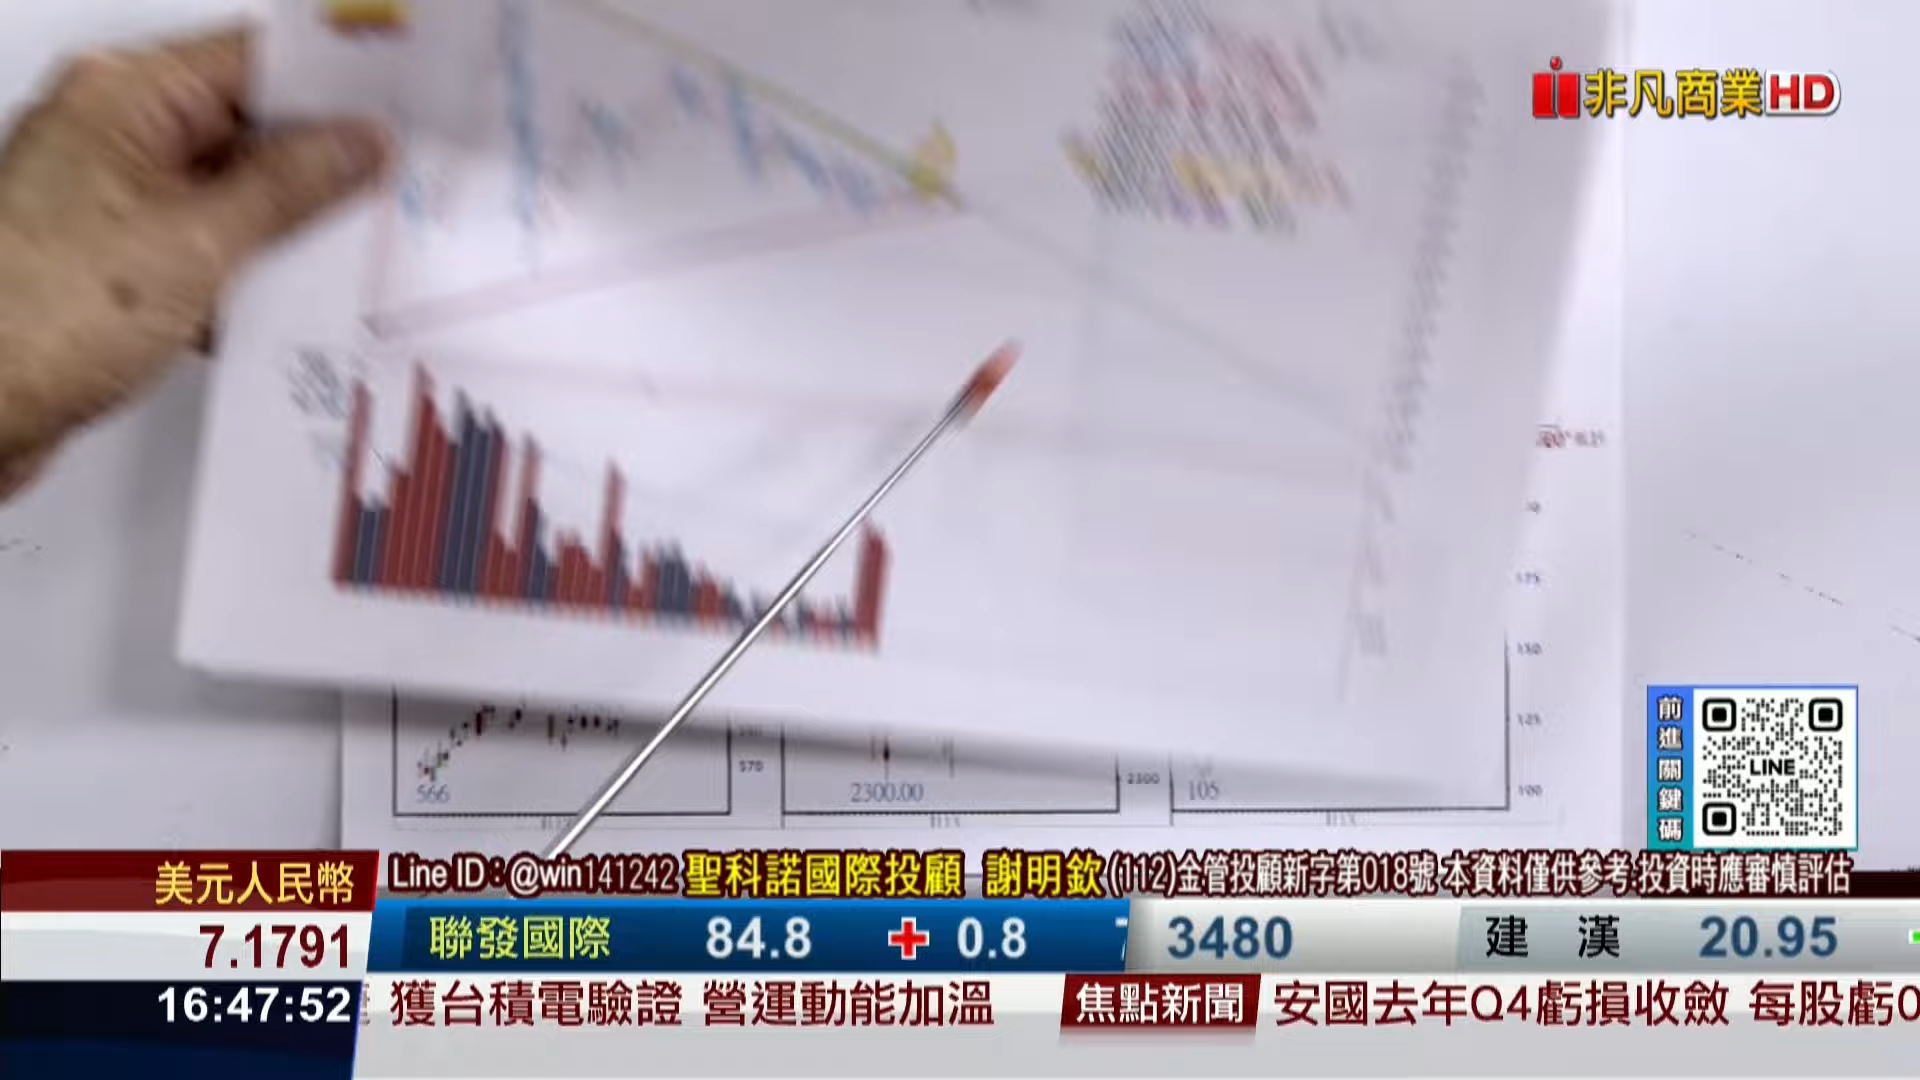 非凡商業HD
570
566
2300.00
2300
105
175
150
125
100
前進關鍵碼
LINE
美元人民幣
7.1791
16:47:52
Line ID:@win141242 聖科諾國際投顧 謝明欽 (112)金管投顧新字第018號 本資料僅供參考.投資時應審慎評估
聯發國際 84.8 + 0.8 3480 建漢 20.95
獲台積電驗證 營運動能加溫 焦點新聞 安國去年Q4虧損收斂 每股虧0